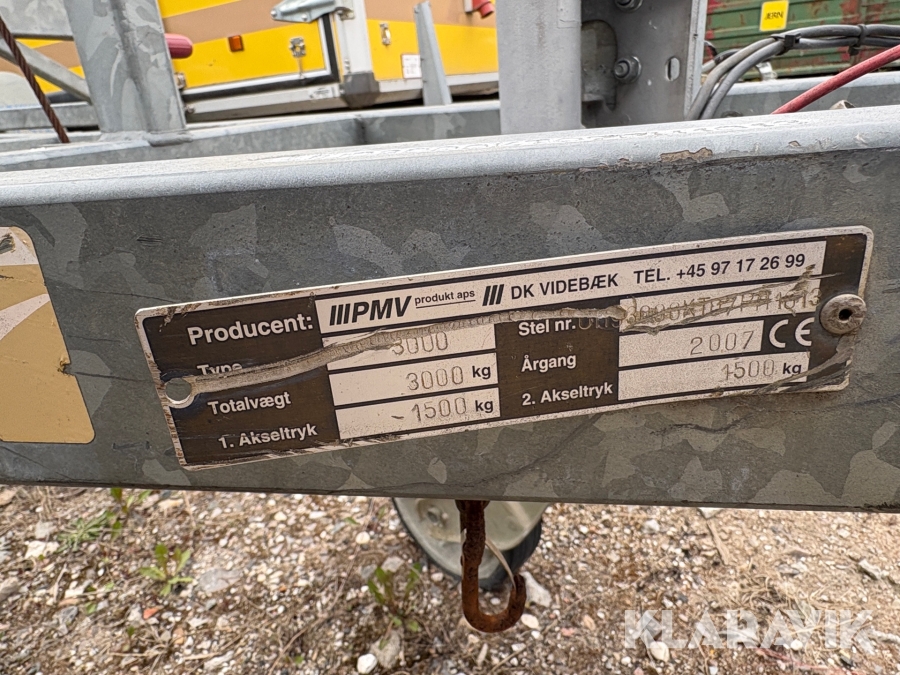 JERN
Producent: ///PMV produkt aps /// DK VIDEBÆK TEL. +45 97 17 26 99
Type 3000 Stel nr.
Totalvægt 3000 kg Årgang 2007 CE
1. Akseltryk 1500 kg 2. Akseltryk 1500 kg
KLARAVIK